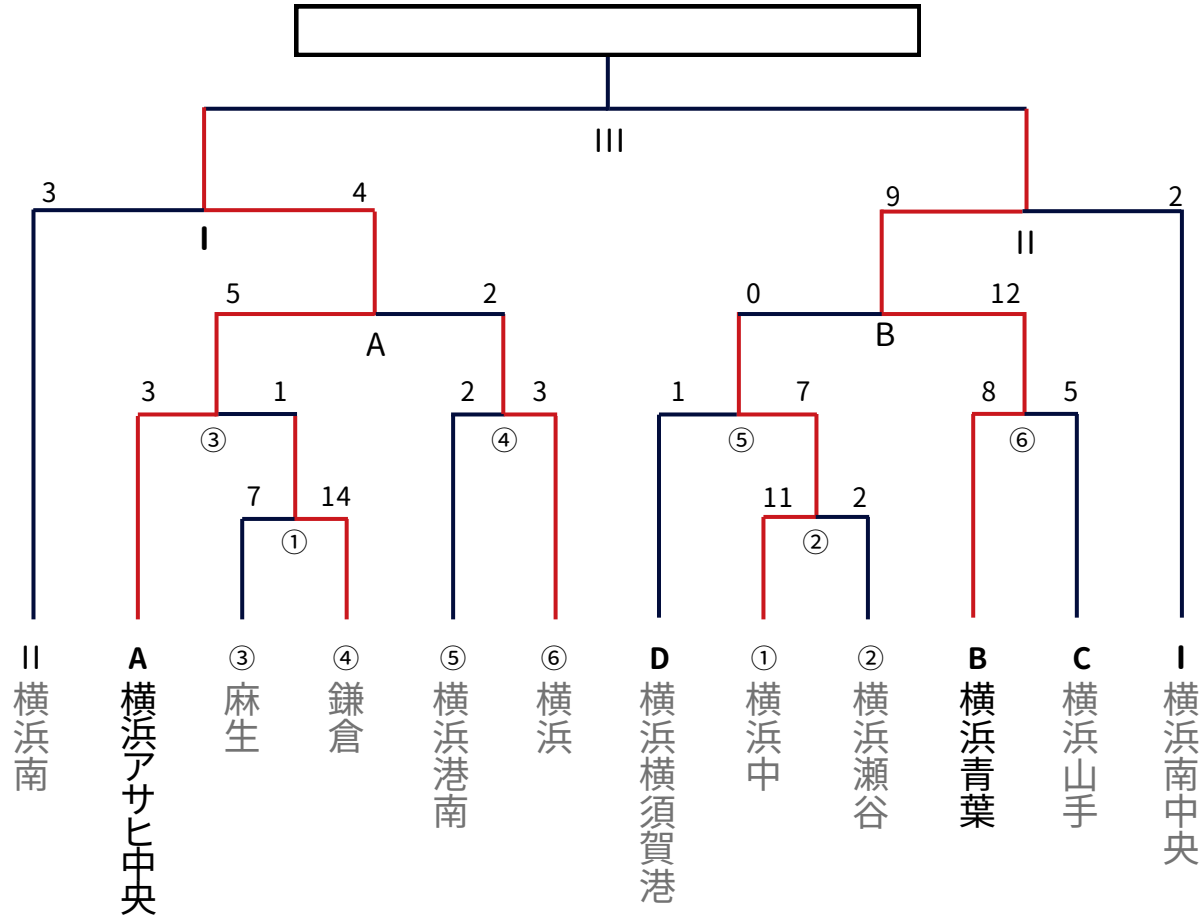 III
3 4 9 2
I II
5 2 0 12
A B
3 1 2 3 1 7 8 5
③ ④ ⑤ ⑥
7 14 11 2
① ②
II A ③ ④ ⑤ ⑥ D ① ② B C I
横浜南
横浜アサヒ中央
麻生
鎌倉
横浜港南
横浜
横浜横須賀港
横浜中
横浜瀬谷
横浜青葉
横浜山手
横浜南中央